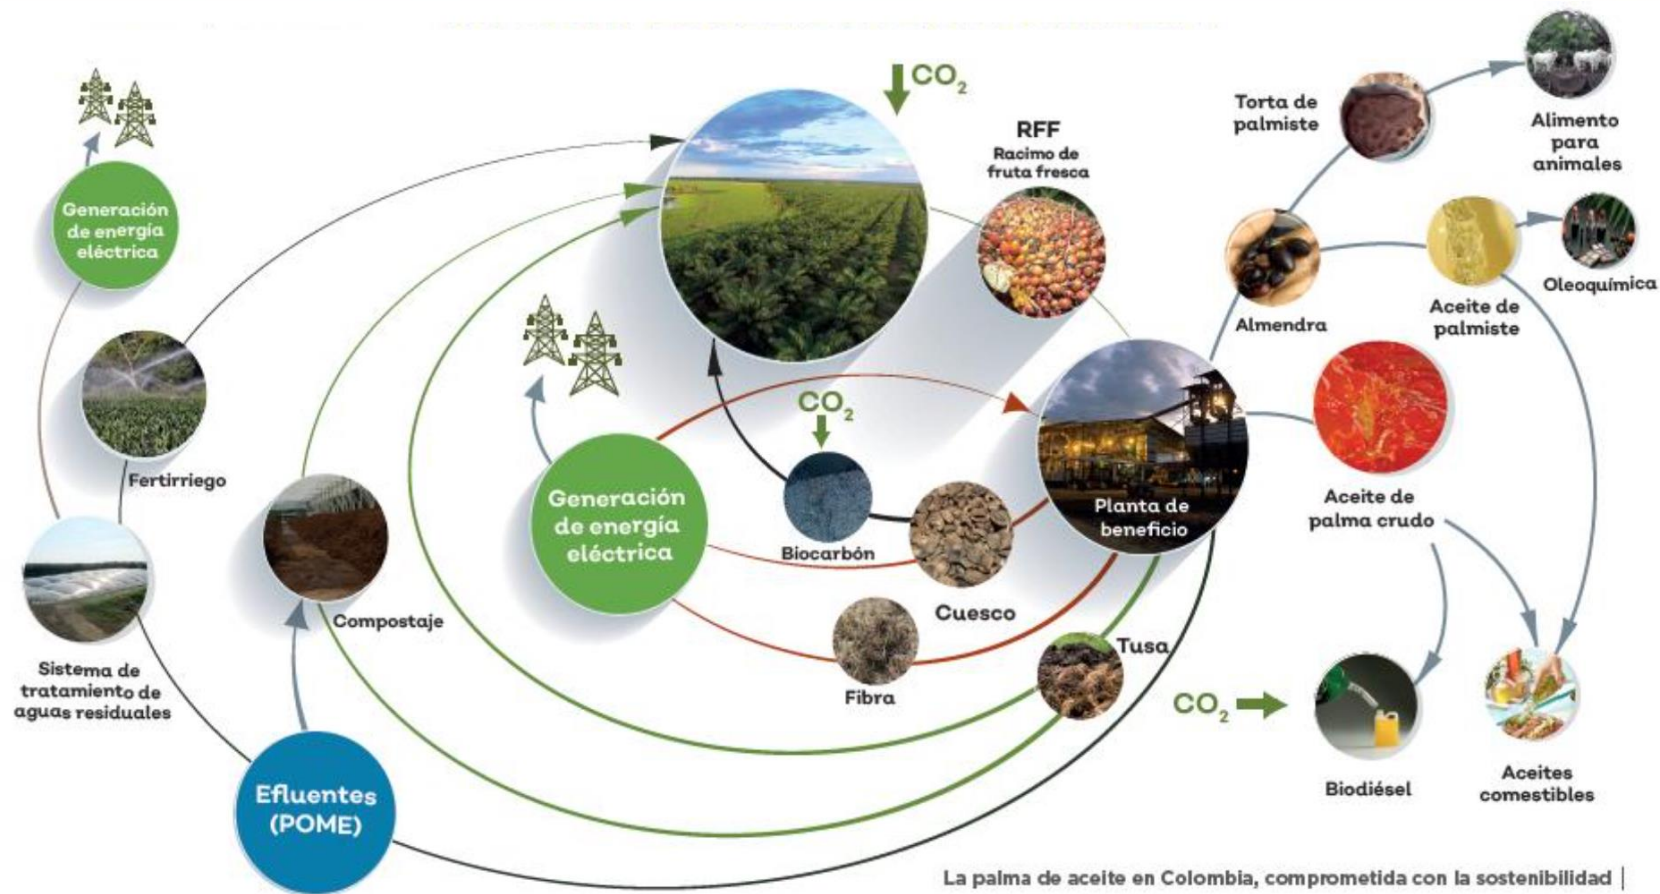 CO₂
RFF
Racimo de
fruta fresca
Torta de
palmiste
Alimento
para
animales
Generación
de energía
eléctrica
Almendra
Aceite de
palmiste
Oleoquímica
CO₂
Fertirriego
Generación
de energía
eléctrica
Biocarbón
Planta de
beneficio
Aceite de
palma crudo
Cuesco
Compostaje
Tusa
Fibra
Sistema de
tratamiento de
aguas residuales
CO₂
Efluentes
(POME)
Biodiésel
Aceites
comestibles
La palma de aceite en Colombia, comprometida con la sostenibilidad |